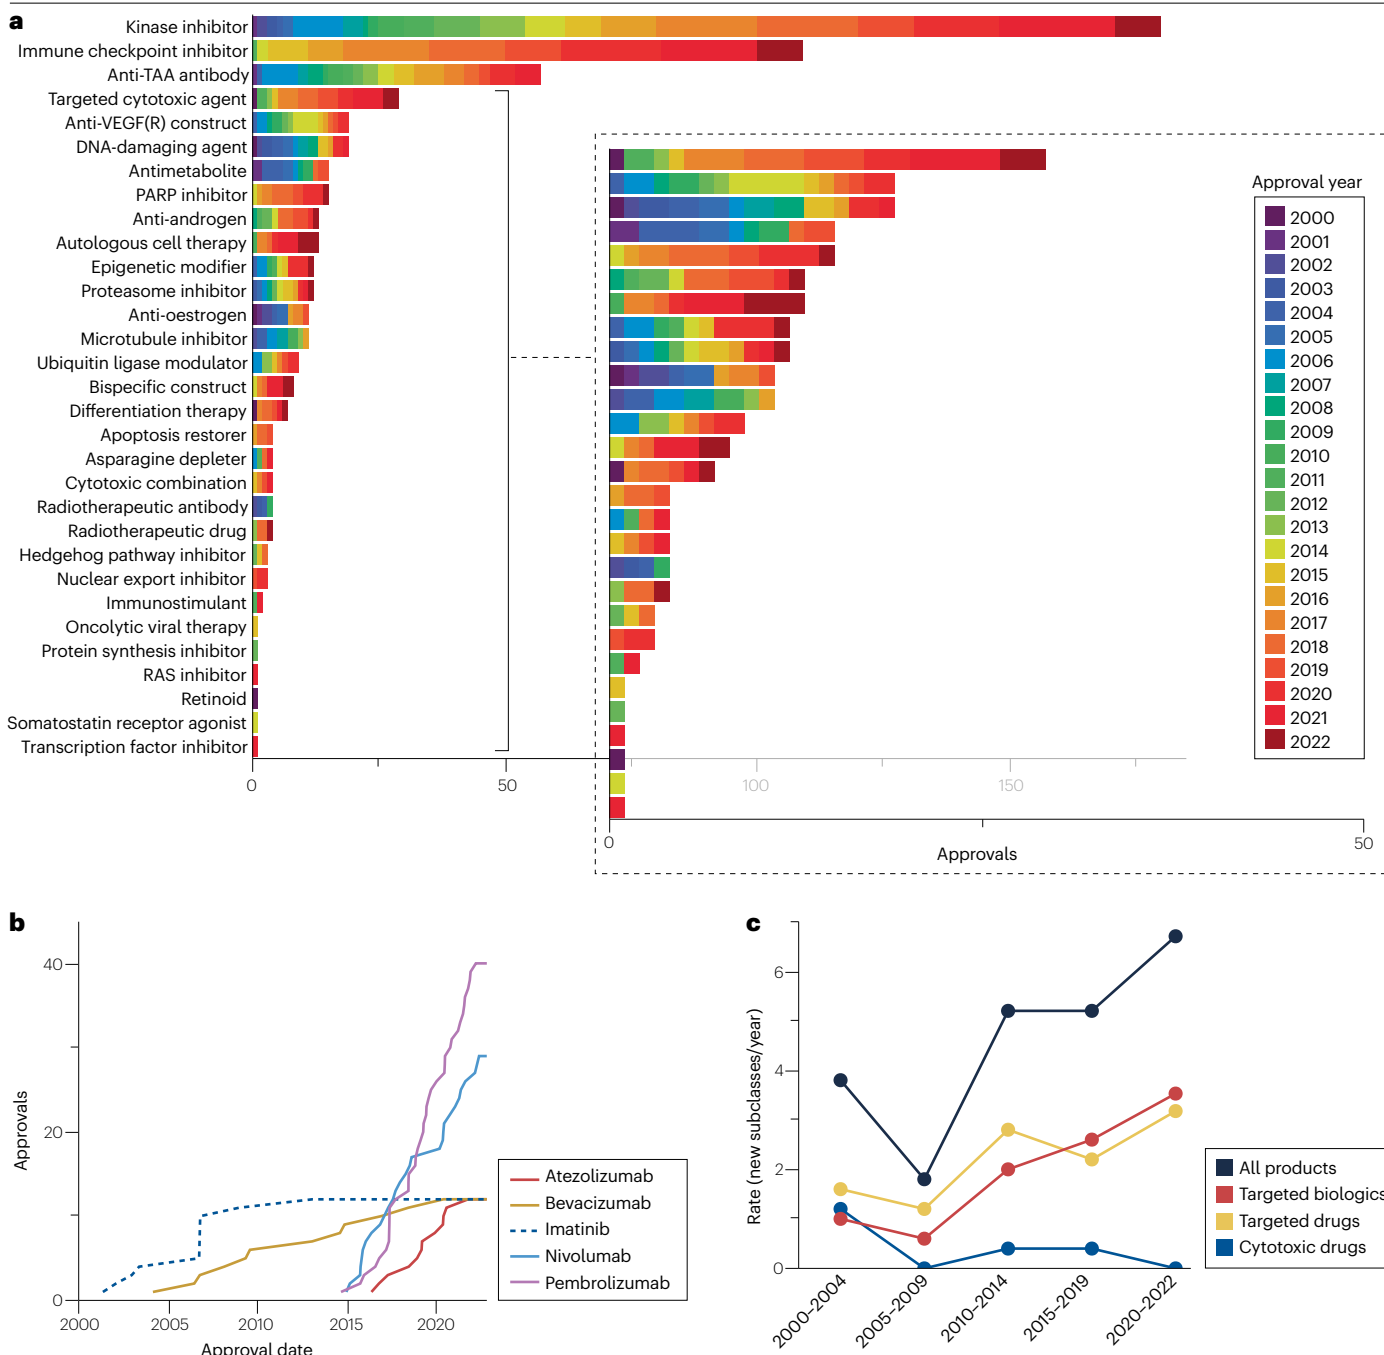 a
Kinase inhibitor
Immune checkpoint inhibitor
Anti-TAA antibody
Targeted cytotoxic agent
Anti-VEGF(R) construct
DNA-damaging agent
Antimetabolite
PARP inhibitor
Anti-androgen
Autologous cell therapy
Epigenetic modifier
Proteasome inhibitor
Anti-oestrogen
Microtubule inhibitor
Ubiquitin ligase modulator
Bispecific construct
Differentiation therapy
Apoptosis restorer
Asparagine depleter
Cytotoxic combination
Radiotherapeutic antibody
Radiotherapeutic drug
Hedgehog pathway inhibitor
Nuclear export inhibitor
Immunostimulant
Oncolytic viral therapy
Protein synthesis inhibitor
RAS inhibitor
Retinoid
Somatostatin receptor agonist
Transcription factor inhibitor
0 50 100 150
0 50
Approvals
Approval year
2000
2001
2002
2003
2004
2005
2006
2007
2008
2009
2010
2011
2012
2013
2014
2015
2016
2017
2018
2019
2020
2021
2022
b
Approvals
40
20
0
2000 2005 2010 2015 2020
Approval date
Atezolizumab
Bevacizumab
Imatinib
Nivolumab
Pembrolizumab
c
Rate (new subclasses/year)
6
4
2
0
2000–2004
2005–2009
2010–2014
2015–2019
2020–2022
All products
Targeted biologics
Targeted drugs
Cytotoxic drugs